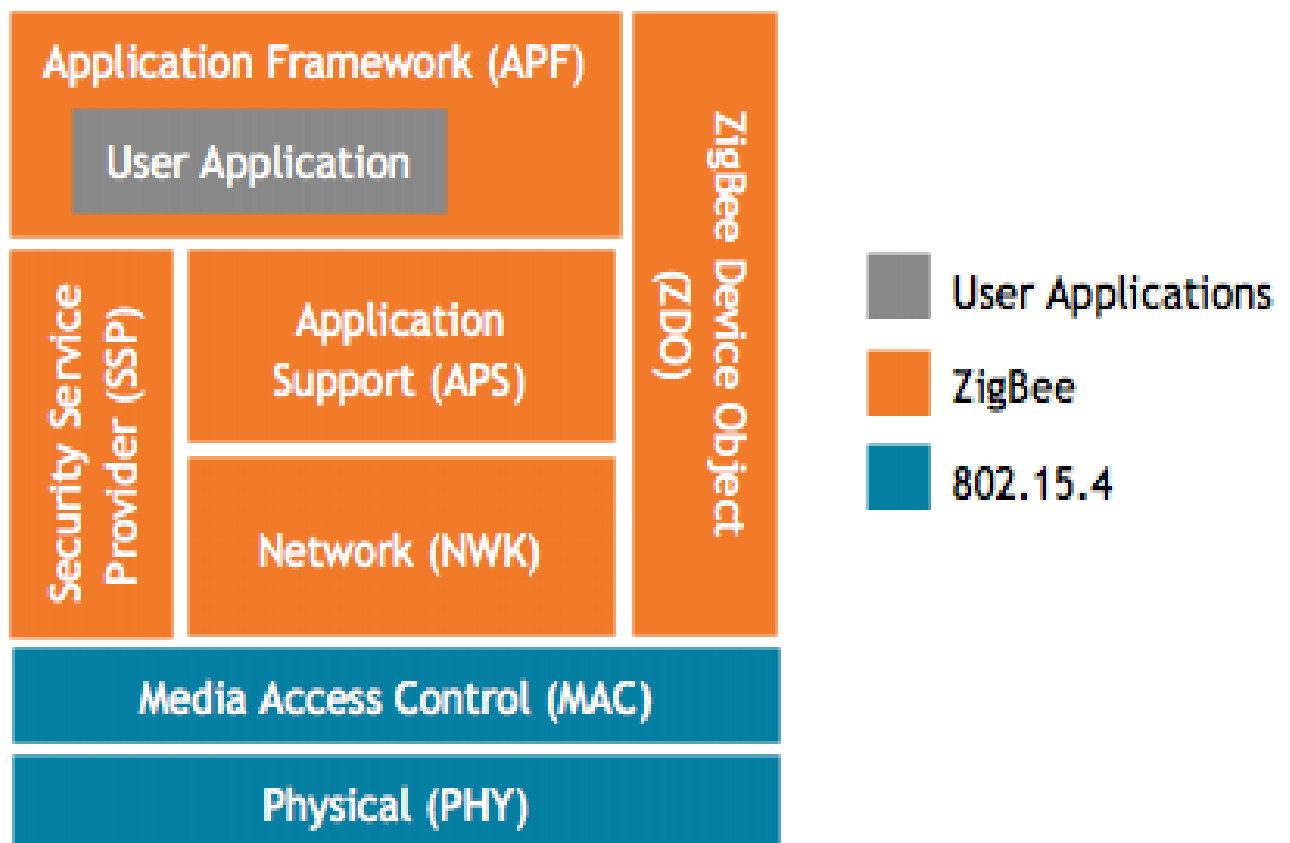 Application Framework (APF)
User Application
Security Service
Provider (SSP)
Application
Support (APS)
Network (NWK)
ZigBee Device Object
(ZDO)
Media Access Control (MAC)
Physical (PHY)
User Applications
ZigBee
802.15.4